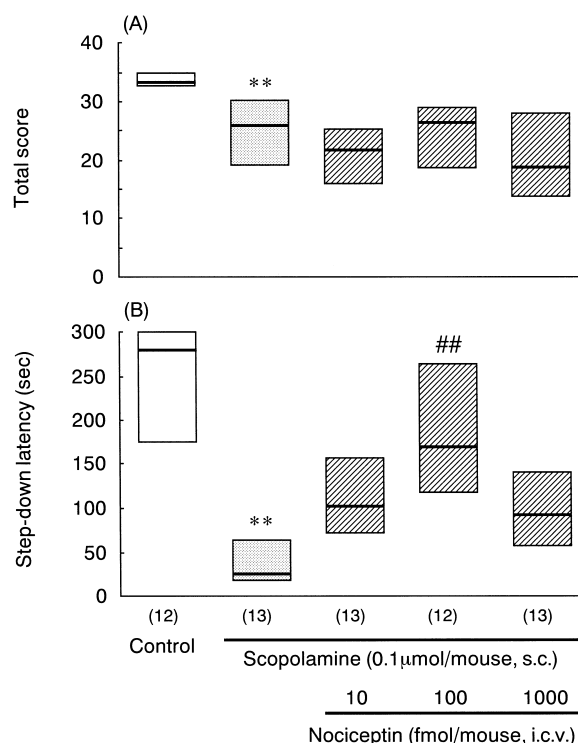 (A)
Total score
40
30
20
10
0
**
(B)
Step-down latency (sec)
300
250
200
150
100
50
0
**
##
(12) (13) (13) (12) (13)
Control
Scopolamine (0.1μmol/mouse, s.c.)
10 100 1000
Nociceptin (fmol/mouse, i.c.v.)